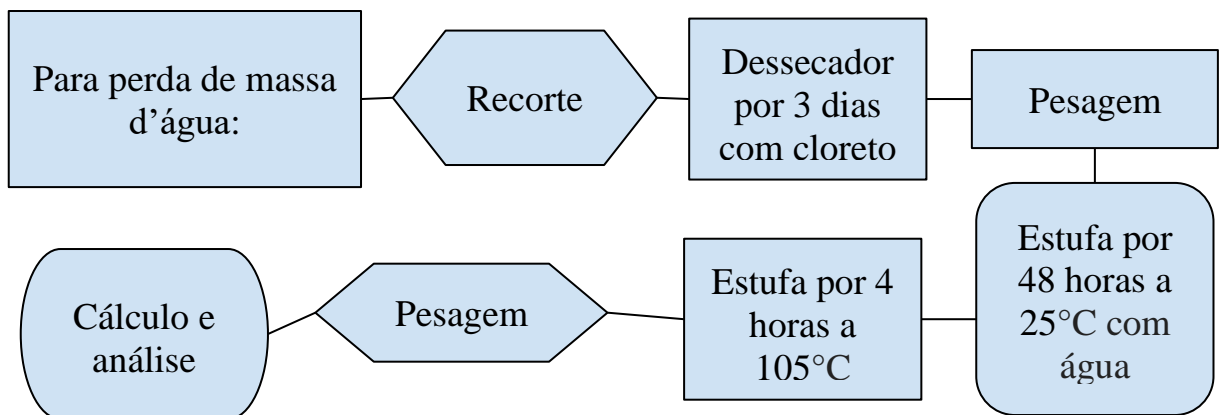 Para perda de massa
d’água:
Recorte
Dessecador
por 3 dias
com cloreto
Pesagem
Estufa por
48 horas a
25°C com
água
Estufa por 4
horas a
105°C
Pesagem
Cálculo e
análise